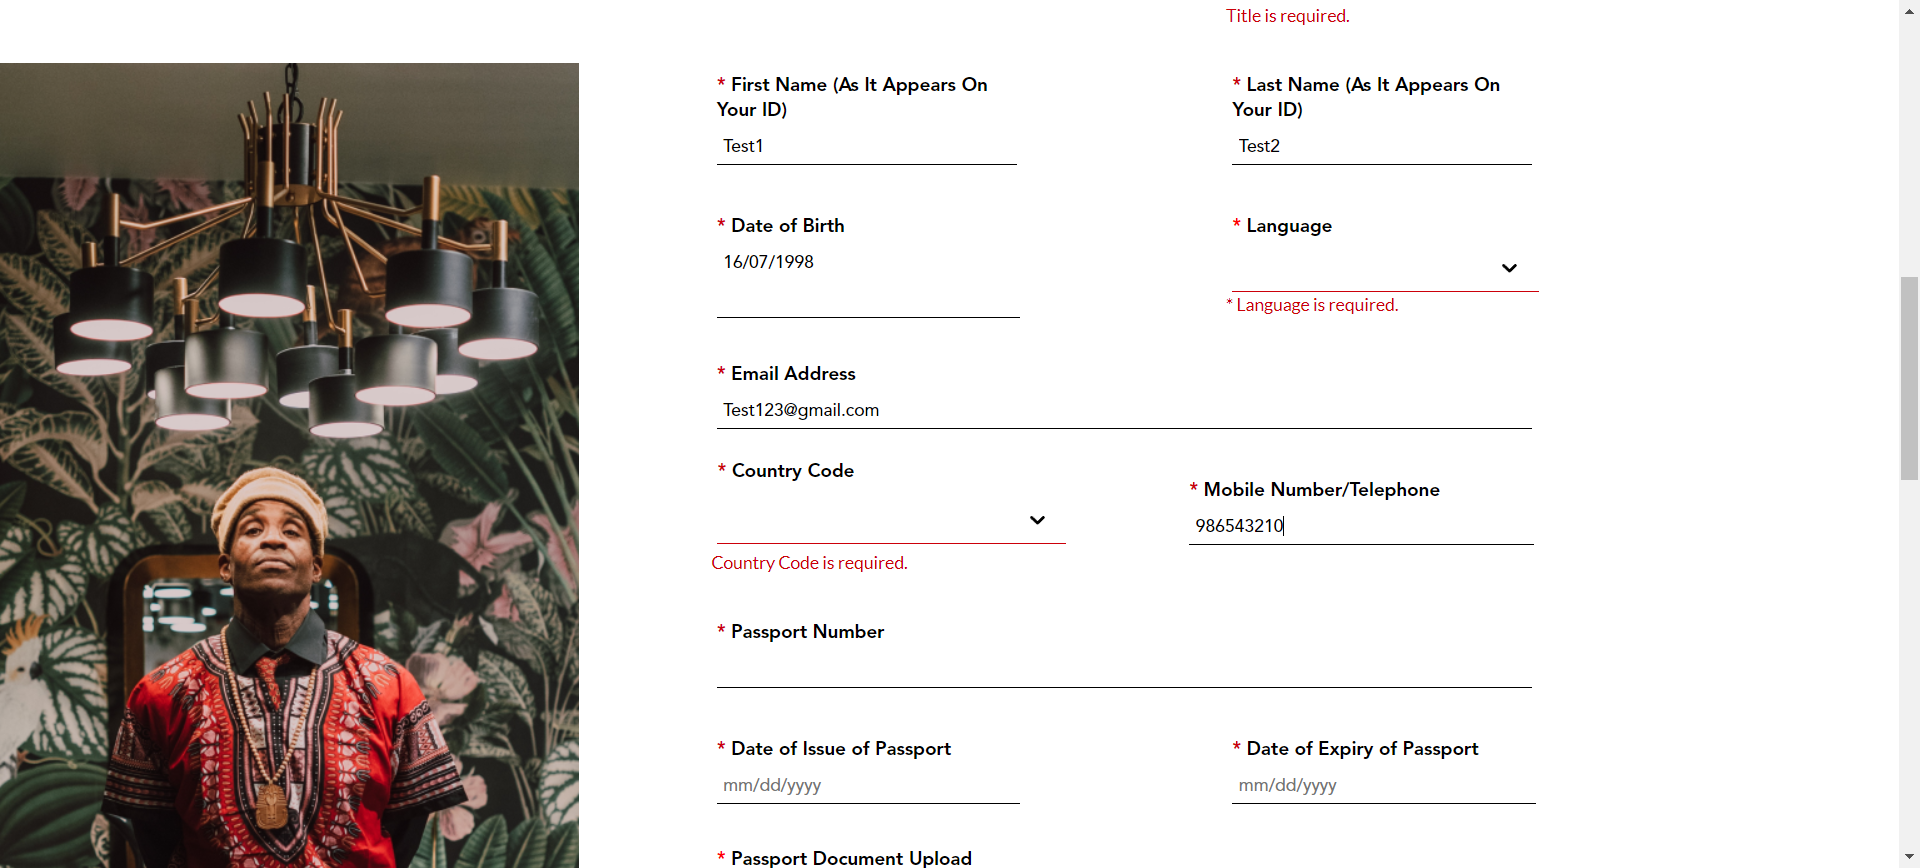 Title is required.
* First Name (As It Appears On
Your ID)
Test1
* Last Name (As It Appears On
Your ID)
Test2
* Date of Birth
16/07/1998
* Language
* Language is required.
* Email Address
Test123@gmail.com
* Country Code
Country Code is required.
* Mobile Number/Telephone
986543210
* Passport Number
* Date of Issue of Passport
mm/dd/yyyy
* Date of Expiry of Passport
mm/dd/yyyy
* Passport Document Upload